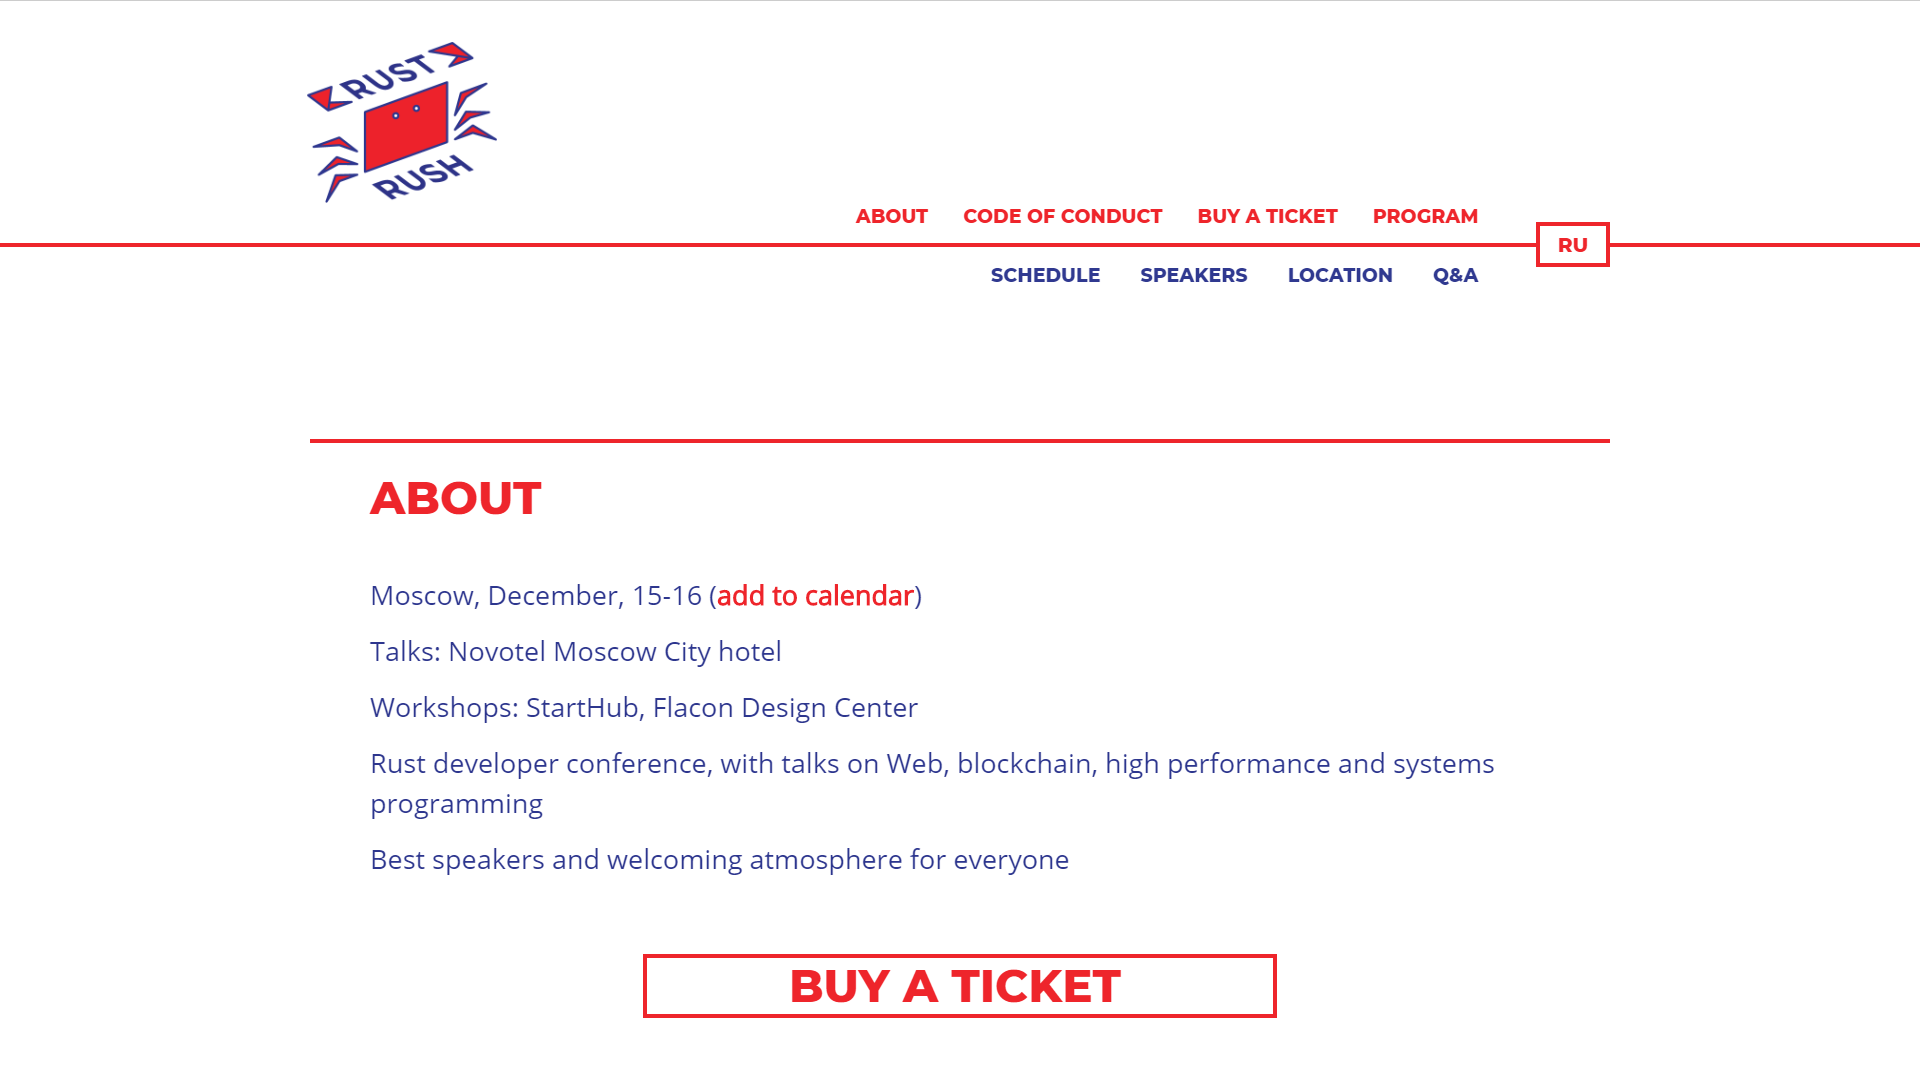 RUST
RUSH
ABOUT CODE OF CONDUCT BUY A TICKET PROGRAM
RU
SCHEDULE SPEAKERS LOCATION Q&A
ABOUT
Moscow, December, 15-16 (add to calendar)
Talks: Novotel Moscow City hotel
Workshops: StartHub, Flacon Design Center
Rust developer conference, with talks on Web, blockchain, high performance and systems
programming
Best speakers and welcoming atmosphere for everyone
BUY A TICKET